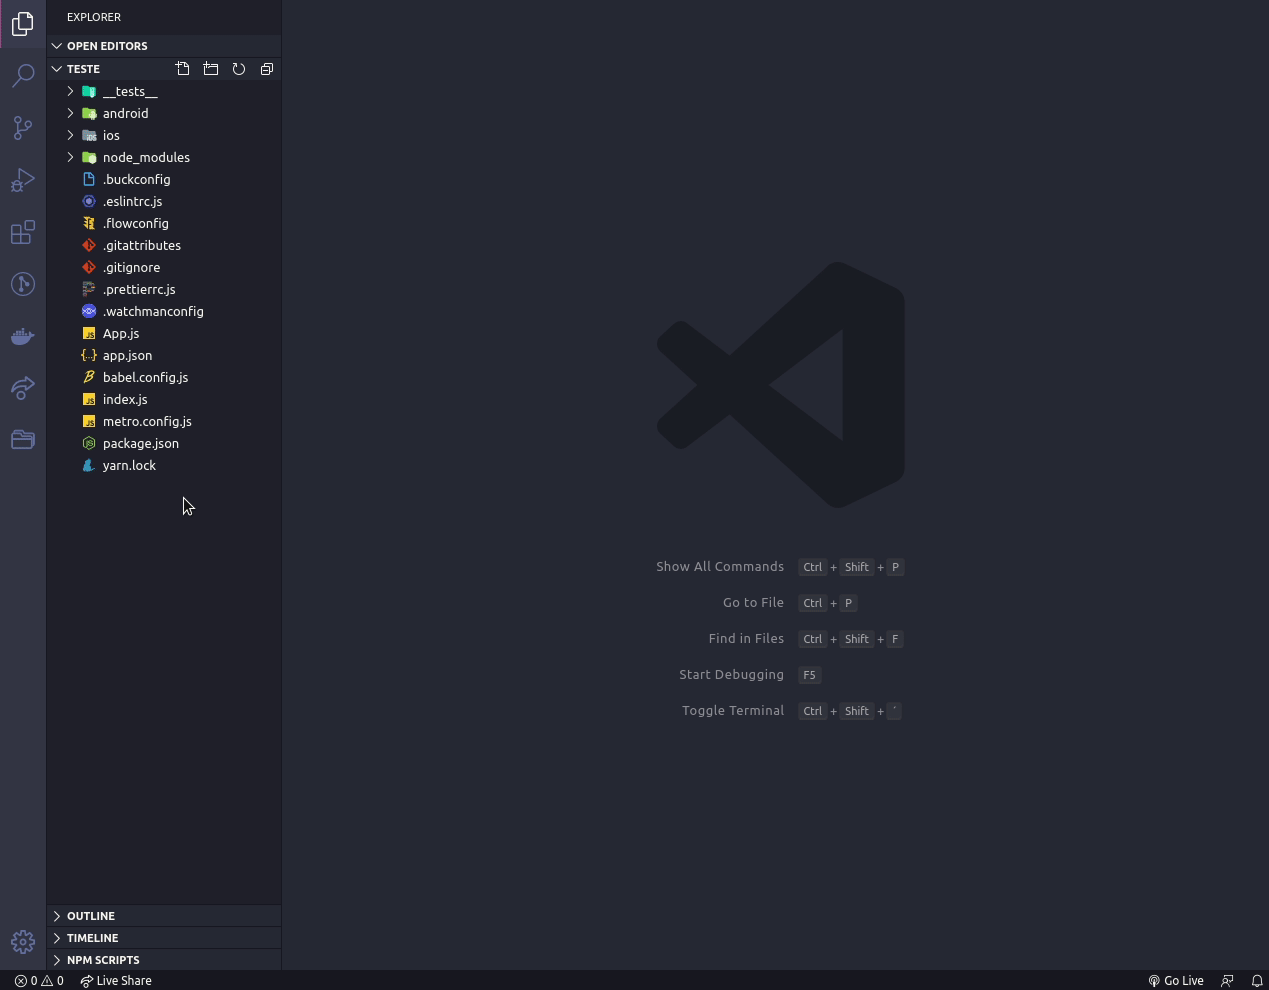 EXPLORER
OPEN EDITORS
TESTE
__tests__
android
ios
node_modules
.buckconfig
.eslintrc.js
.flowconfig
.gitattributes
.gitignore
.prettierrc.js
.watchmanconfig
App.js
app.json
babel.config.js
index.js
metro.config.js
package.json
yarn.lock
Show All Commands Ctrl + Shift + P
Go to File Ctrl + P
Find in Files Ctrl + Shift + F
Start Debugging F5
Toggle Terminal Ctrl + Shift + '
OUTLINE
TIMELINE
NPM SCRIPTS
0 0 Live Share Go Live